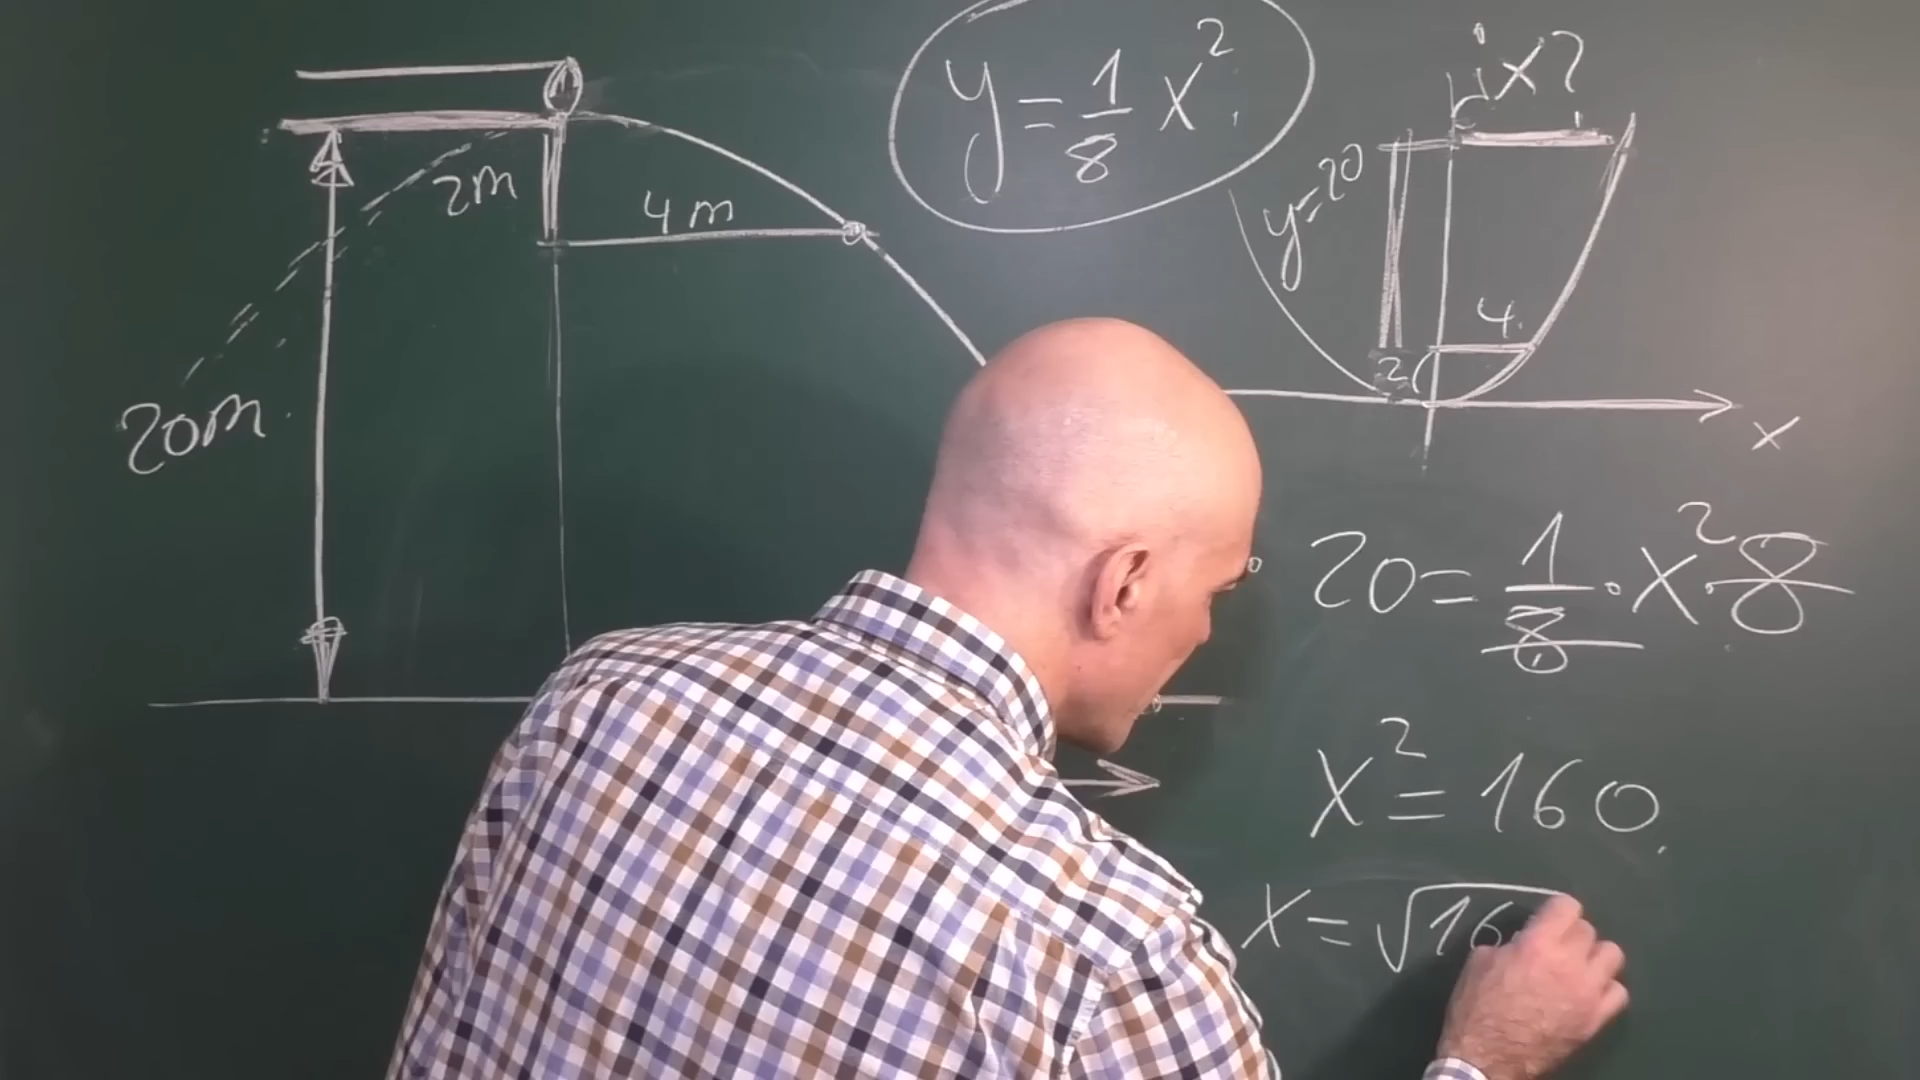 2m
4m
20m.
y = 1/8 x²
x?
y=20
4.
2
x
20 = 1/8 · x² · 8
x² = 160
x = √16